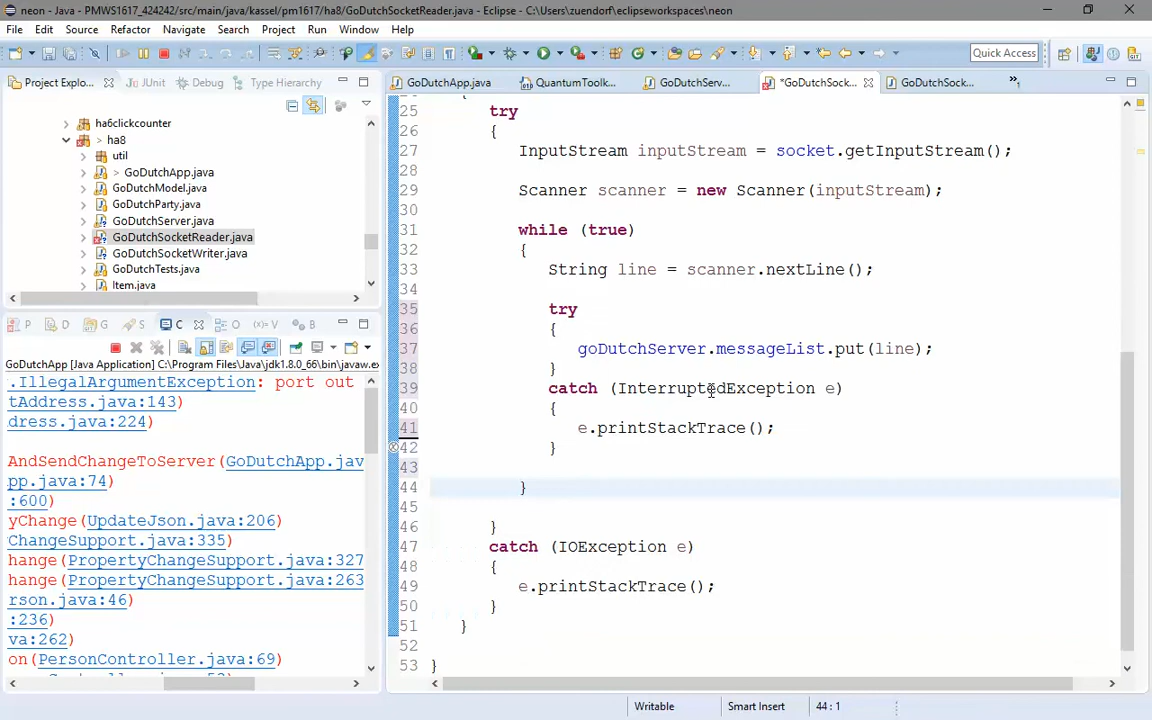 neon - Java - PMWS1617_424242/src/main/java/kassel/pm1617/ha8/GoDutchSocketReader.java - Eclipse - C:\Users\zuendorf\eclipseworkspaces\neon
File Edit Source Refactor Navigate Search Project Run Window Help
Quick Access
Project Explo... JUnit Debug Type Hierarchy
ha6clickcounter
> ha8
util
> GoDutchApp.java
GoDutchModel.java
GoDutchParty.java
GoDutchServer.java
GoDutchSocketReader.java
GoDutchSocketWriter.java
GoDutchTests.java
Item.java
P D G S C O (x)= V B
GoDutchApp [Java Application] C:\Program Files\Java\jdk1.8.0_66\bin\javaw.e
.IllegalArgumentException: port out
tAddress.java:143)
dress.java:224)
AndSendChangeToServer(GoDutchApp.jav
pp.java:74)
:600)
yChange(UpdateJson.java:206)
ChangeSupport.java:335)
hange(PropertyChangeSupport.java:327
hange(PropertyChangeSupport.java:263
rson.java:46)
:236)
va:262)
on(PersonController.java:69)
GoDutchApp.java QuantumToolk... GoDutchServ... *GoDutchSock... GoDutchSock... »1
25 try
26 {
27 InputStream inputStream = socket.getInputStream();
28
29 Scanner scanner = new Scanner(inputStream);
30
31 while (true)
32 {
33 String line = scanner.nextLine();
34
35 try
36 {
37 goDutchServer.messageList.put(line);
38 }
39 catch (InterruptedException e)
40 {
41 e.printStackTrace();
42 }
43
44 }
45
46 }
47 catch (IOException e)
48 {
49 e.printStackTrace();
50 }
51 }
52
53 }
Writable Smart Insert 44 : 1